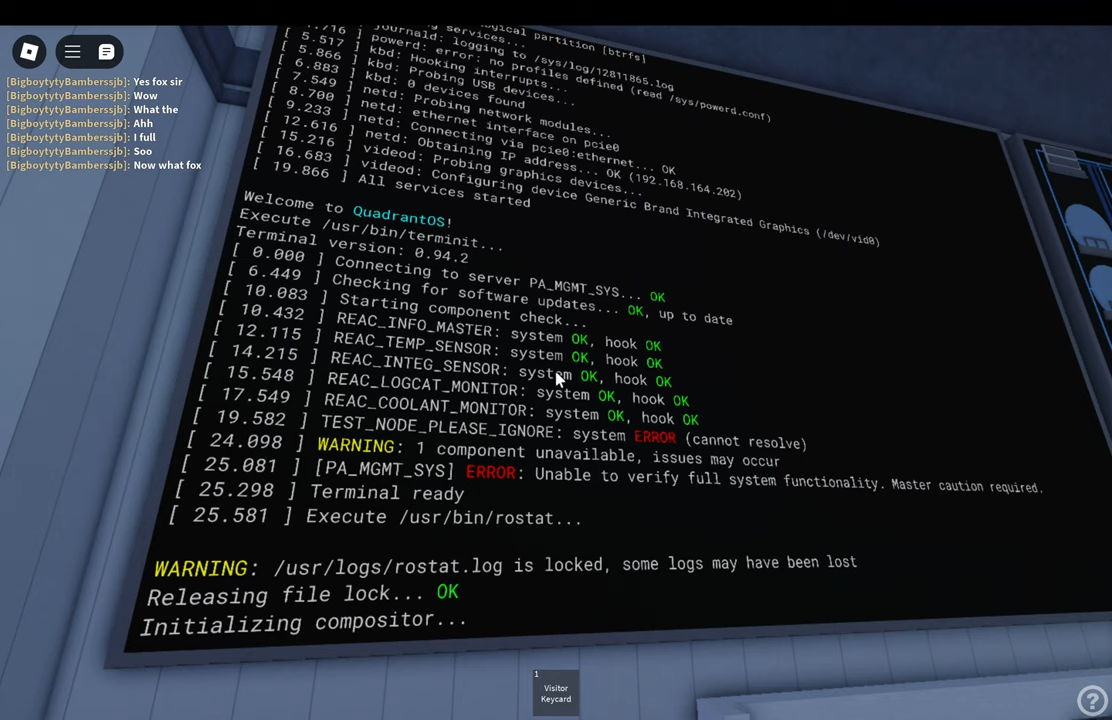 [BigboytytyBamberssjb]: Yes fox sir
[BigboytytyBamberssjb]: Wow
[BigboytytyBamberssjb]: What the
[BigboytytyBamberssjb]: Ahh
[BigboytytyBamberssjb]: I full
[BigboytytyBamberssjb]: Soo
[BigboytytyBamberssjb]: Now what fox
logical partition [btrfs]
services...
journald: logging to /sys/log/12811865.log
[ 5.517 ] powerd: error: no profiles defined (read /sys/powerd.conf)
[ 5.866 ] kbd: Hooking interrupts...
[ 6.883 ] kbd: Probing USB devices...
[ 7.549 ] kbd: 0 devices found
[ 8.700 ] netd: Probing network modules...
[ 9.233 ] netd: ethernet interface on pcie0
[ 12.616 ] netd: Connecting via pcie0:ethernet... OK
[ 15.216 ] netd: Obtaining IP address... OK (192.168.164.202)
[ 16.683 ] videod: Probing graphics devices...
[ 19.866 ] videod: Configuring device Generic Brand Integrated Graphics (/dev/vid0)
All services started
Welcome to QuadrantOS!
Execute /usr/bin/terminit...
Terminal version: 0.94.2
[ 0.000 ] Connecting to server PA_MGMT_SYS... OK
[ 6.449 ] Checking for software updates... OK, up to date
[ 10.083 ] Starting component check...
[ 10.432 ] REAC_INFO_MASTER: system OK, hook OK
[ 12.115 ] REAC_TEMP_SENSOR: system OK, hook OK
[ 14.215 ] REAC_INTEG_SENSOR: system OK, hook OK
[ 15.548 ] REAC_LOGCAT_MONITOR: system OK, hook OK
[ 17.549 ] REAC_COOLANT_MONITOR: system OK, hook OK
[ 19.582 ] TEST_NODE_PLEASE_IGNORE: system ERROR (cannot resolve)
[ 24.098 ] WARNING: 1 component unavailable, issues may occur
[ 25.081 ] [PA_MGMT_SYS] ERROR: Unable to verify full system functionality. Master caution required.
[ 25.298 ] Terminal ready
[ 25.581 ] Execute /usr/bin/rostat...
WARNING: /usr/logs/rostat.log is locked, some logs may have been lost
Releasing file lock... OK
Initializing compositor...
1
Visitor
Keycard
?